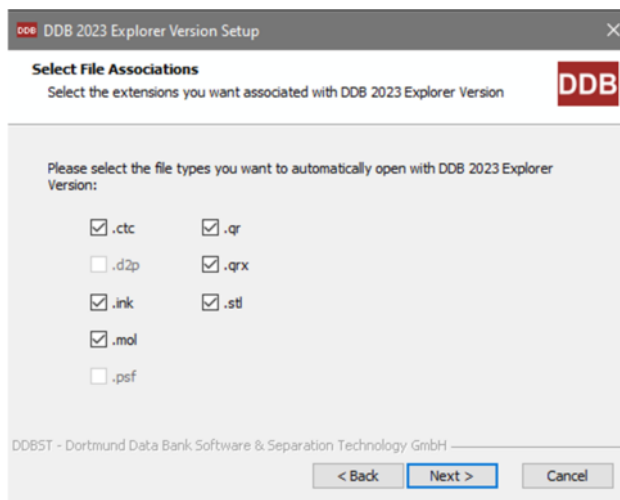 DDB DDB 2023 Explorer Version Setup
Select File Associations
Select the extensions you want associated with DDB 2023 Explorer Version
DDB
Please select the file types you want to automatically open with DDB 2023 Explorer
Version:
.ctc .qr
.d2p .qrx
.ink .stl
.mol
.psf
DDBST - Dortmund Data Bank Software & Separation Technology GmbH
< Back Next > Cancel